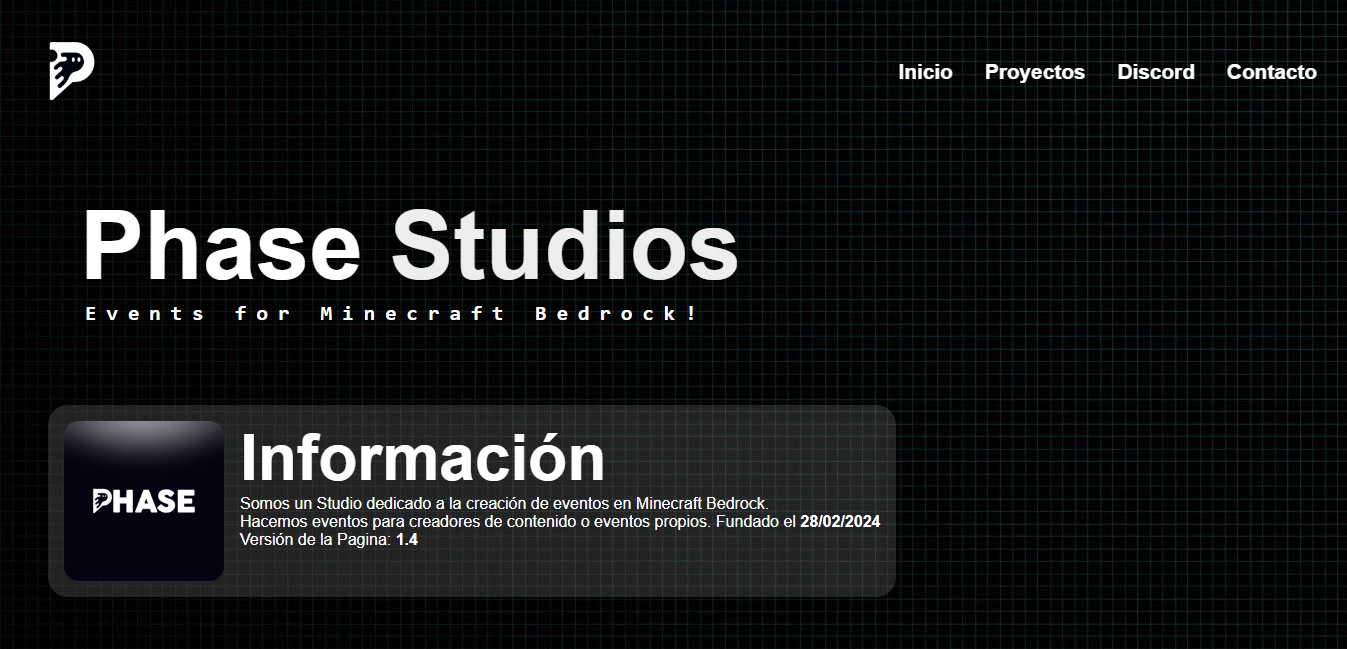 Inicio Proyectos Discord Contacto
Phase Studios
Events for Minecraft Bedrock!
PHASE
Información
Somos un Studio dedicado a la creación de eventos en Minecraft Bedrock.
Hacemos eventos para creadores de contenido o eventos propios. Fundado el 28/02/2024
Versión de la Pagina: 1.4